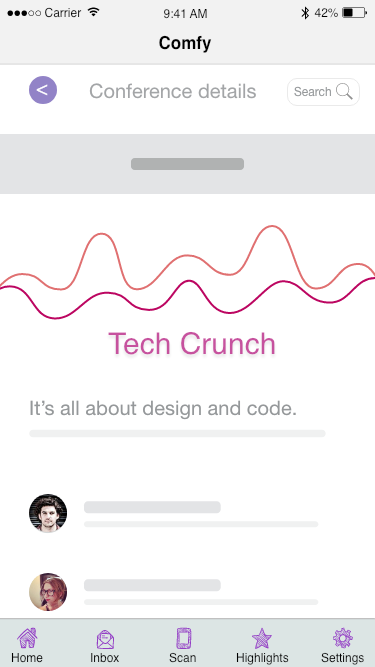 Carrier 9:41 AM 42%
Comfy
< Conference details Search
Tech Crunch
It's all about design and code.
Home Inbox Scan Highlights Settings